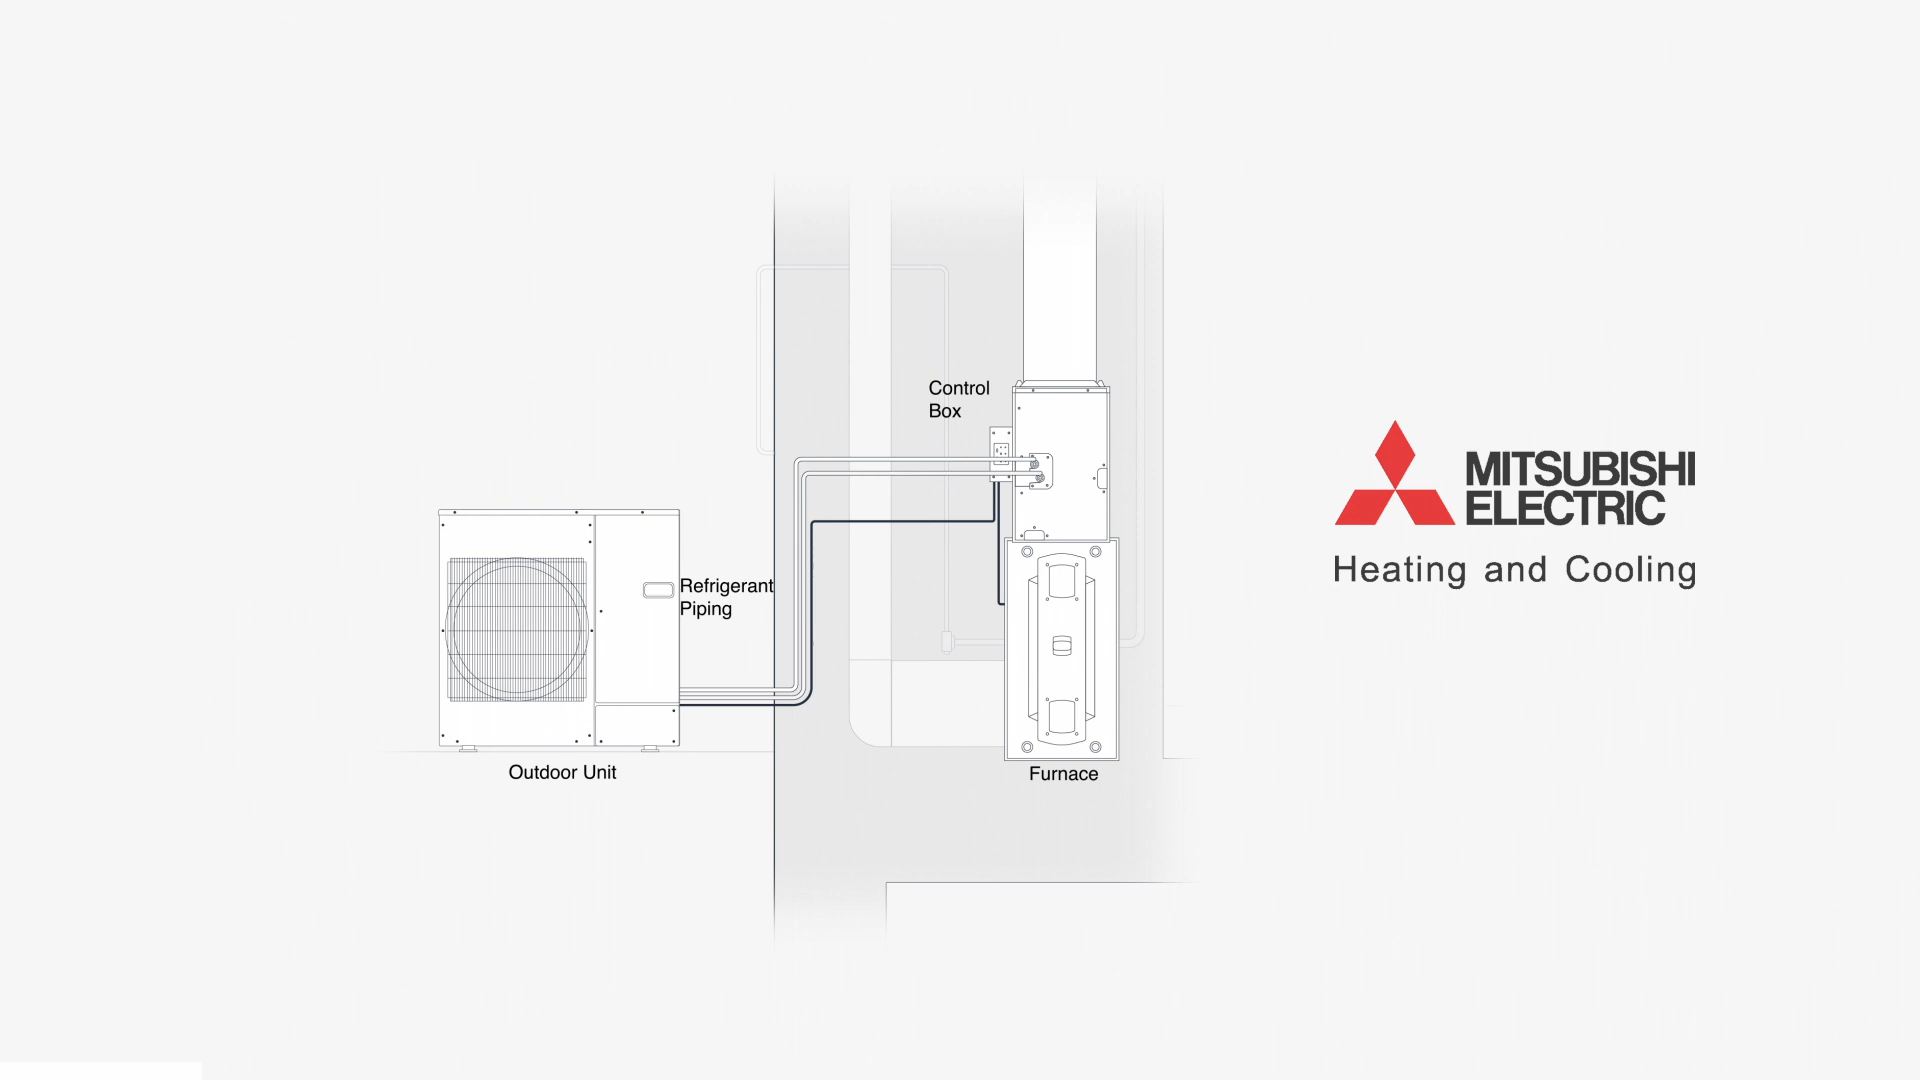 Control
Box
Refrigerant
Piping
Outdoor Unit
Furnace
MITSUBISHI
ELECTRIC
Heating and Cooling